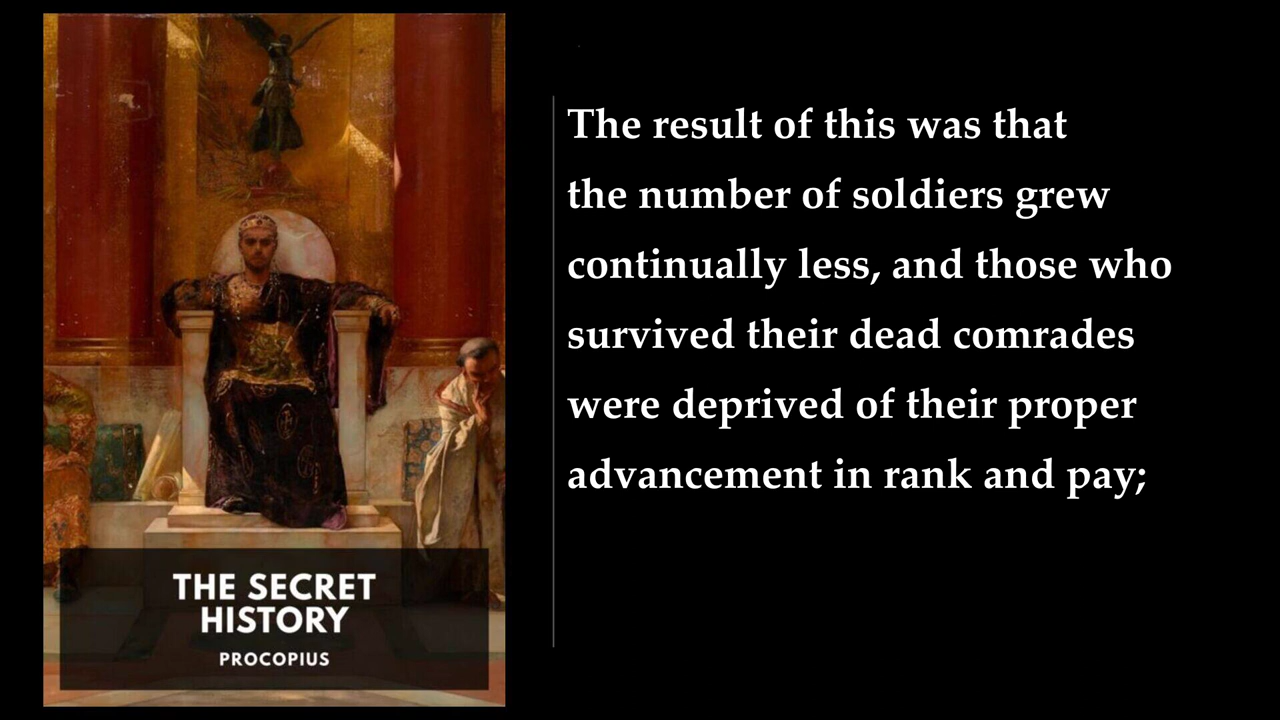 THE SECRET
HISTORY
PROCOPIUS
The result of this was that
the number of soldiers grew
continually less, and those who
survived their dead comrades
were deprived of their proper
advancement in rank and pay;